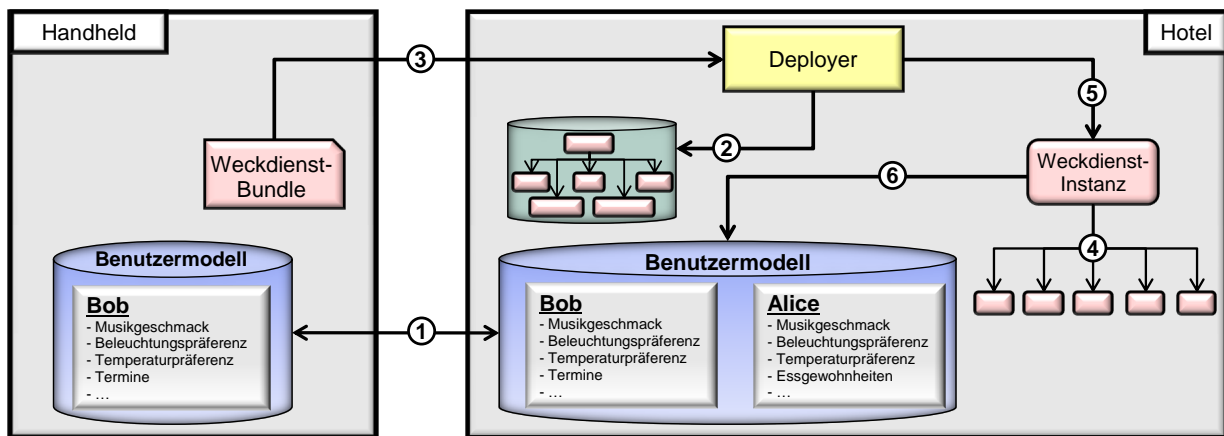 Handheld
Weckdienst-
Bundle
Benutzermodell
Bob
- Musikgeschmack
- Beleuchtungspräferenz
- Temperaturpräferenz
- Termine
- …
1
3
Hotel
Deployer
2
5
Weckdienst-
Instanz
6
4
Benutzermodell
Bob
- Musikgeschmack
- Beleuchtungspräferenz
- Temperaturpräferenz
- Termine
- …
Alice
- Musikgeschmack
- Beleuchtungspräferenz
- Temperaturpräferenz
- Essgewohnheiten
- …